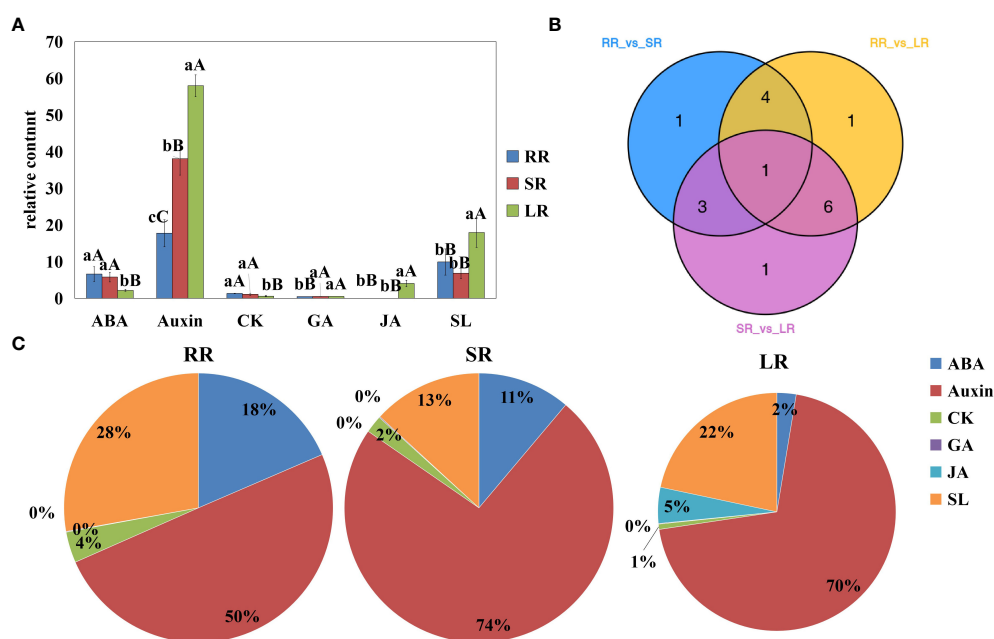 A
70
60
50
40
30
20
10
0
relative contnnt
aA aA bB
cC bB aA
aA aA bB
bB aA aA
bB bB aA
bB bB aA
ABA Auxin CK GA JA SL
RR
SR
LR
B
RR_vs_SR RR_vs_LR
1 4 1
1
3 6
1
SR_vs_LR
C
RR
18%
50%
4%
0%
0%
28%
SR
11%
74%
2%
0%
0%
13%
LR
2%
70%
1%
0%
5%
22%
ABA
Auxin
CK
GA
JA
SL